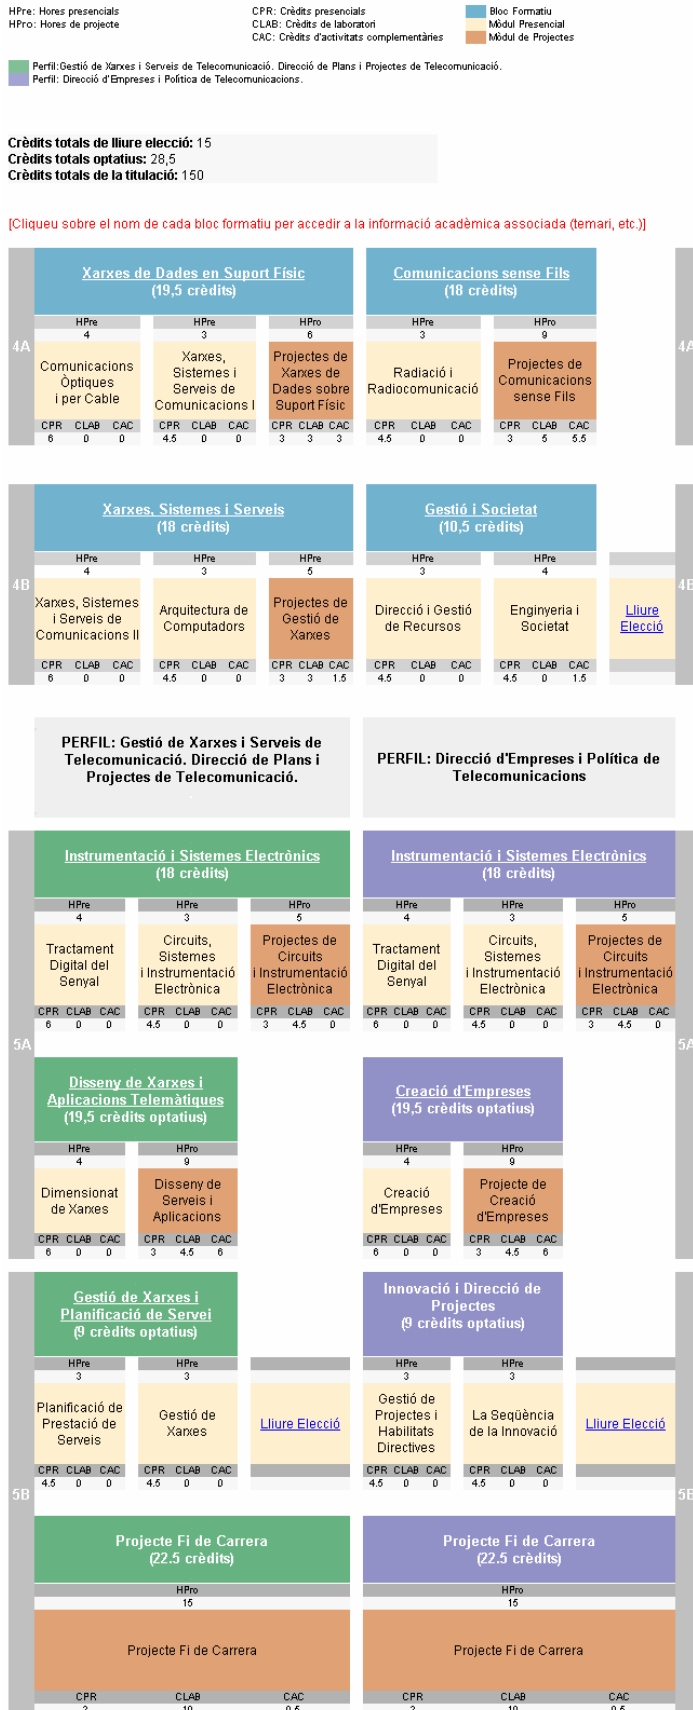 HPre: Hores presencials
HPro: Hores de projecte
CPR: Crèdits presencials
CLAB: Crèdits de laboratori
CAC: Crèdits d'activitats complementàries
Bloc Formatiu
Mòdul Presencial
Mòdul de Projectes
Perfil:Gestió de Xarxes i Serveis de Telecomunicació. Direcció de Plans i Projectes de Telecomunicació.
Perfil: Direcció d'Empreses i Política de Telecomunicacions.
Crèdits totals de lliure elecció: 15
Crèdits totals optatius: 28,5
Crèdits totals de la titulació: 150
[Cliqueu sobre el nom de cada bloc formatiu per accedir a la informació acadèmica associada (temari, etc.)]
4A
Xarxes de Dades en Suport Físic
(19,5 crèdits)
Comunicacions sense Fils
(18 crèdits)
4A
HPre HPre HPro HPre HPro
4 3 6 3 9
Comunicacions
Òptiques
i per Cable
Xarxes,
Sistemes i
Serveis de
Comunicacions I
Projectes de
Xarxes de
Dades sobre
Suport Físic
Radiació i
Radiocomunicació
Projectes de
Comunicacions
sense Fils
CPR CLAB CAC CPR CLAB CAC CPR CLAB CAC CPR CLAB CAC CPR CLAB CAC
6 0 0 4.5 0 0 3 3 3 4.5 0 0 3 5 5.5
4B
Xarxes, Sistemes i Serveis
(18 crèdits)
Gestió i Societat
(10,5 crèdits)
4B
HPre HPre HPre HPre HPre
4 3 5 3 4
Xarxes, Sistemes
i Serveis de
Comunicacions II
Arquitectura de
Computadors
Projectes de
Gestió de
Xarxes
Direcció i Gestió
de Recursos
Enginyeria i
Societat
Lliure
Elecció
CPR CLAB CAC CPR CLAB CAC CPR CLAB CAC CPR CLAB CAC CPR CLAB CAC
6 0 0 4.5 0 0 3 3 1.5 4.5 0 0 4.5 0 1.5
PERFIL: Gestió de Xarxes i Serveis de
Telecomunicació. Direcció de Plans i
Projectes de Telecomunicació.
PERFIL: Direcció d'Empreses i Política de
Telecomunicacions
5A
Instrumentació i Sistemes Electrònics
(18 crèdits)
Instrumentació i Sistemes Electrònics
(18 crèdits)
5A
HPre HPre HPro HPre HPre HPro
4 3 5 4 3 5
Tractament
Digital del
Senyal
Circuits,
Sistemes
i Instrumentació
Electrònica
Projectes de
Circuits
i Instrumentació
Electrònica
Tractament
Digital del
Senyal
Circuits,
Sistemes
i Instrumentació
Electrònica
Projectes de
Circuits
i Instrumentació
Electrònica
CPR CLAB CAC CPR CLAB CAC CPR CLAB CAC CPR CLAB CAC CPR CLAB CAC CPR CLAB CAC
6 0 0 4.5 0 0 3 4.5 0 6 0 0 4.5 0 0 3 4.5 0
Disseny de Xarxes i
Aplicacions Telemàtiques
(19,5 crèdits optatius)
Creació d'Empreses
(19,5 crèdits optatius)
HPre HPro HPre HPro
4 9 4 9
Dimensionat
de Xarxes
Disseny de
Serveis i
Aplicacions
Creació
d'Empreses
Projecte de
Creació
d'Empreses
CPR CLAB CAC CPR CLAB CAC CPR CLAB CAC CPR CLAB CAC
6 0 0 3 4.5 6 6 0 0 3 4.5 6
5B
Gestió de Xarxes i
Planificació de Servei
(9 crèdits optatius)
Innovació i Direcció de
Projectes
(9 crèdits optatius)
5B
HPre HPre HPre HPre
3 3 3 3
Planificació de
Prestació de
Serveis
Gestió de
Xarxes
Lliure Elecció
Gestió de
Projectes i
Habilitats
Directives
La Seqüència
de la Innovació
Lliure Elecció
CPR CLAB CAC CPR CLAB CAC CPR CLAB CAC CPR CLAB CAC
4.5 0 0 4.5 0 0 4.5 0 0 4.5 0 0
Projecte Fi de Carrera
(22.5 crèdits)
Projecte Fi de Carrera
(22.5 crèdits)
HPro HPro
15 15
Projecte Fi de Carrera
Projecte Fi de Carrera
CPR CLAB CAC CPR CLAB CAC